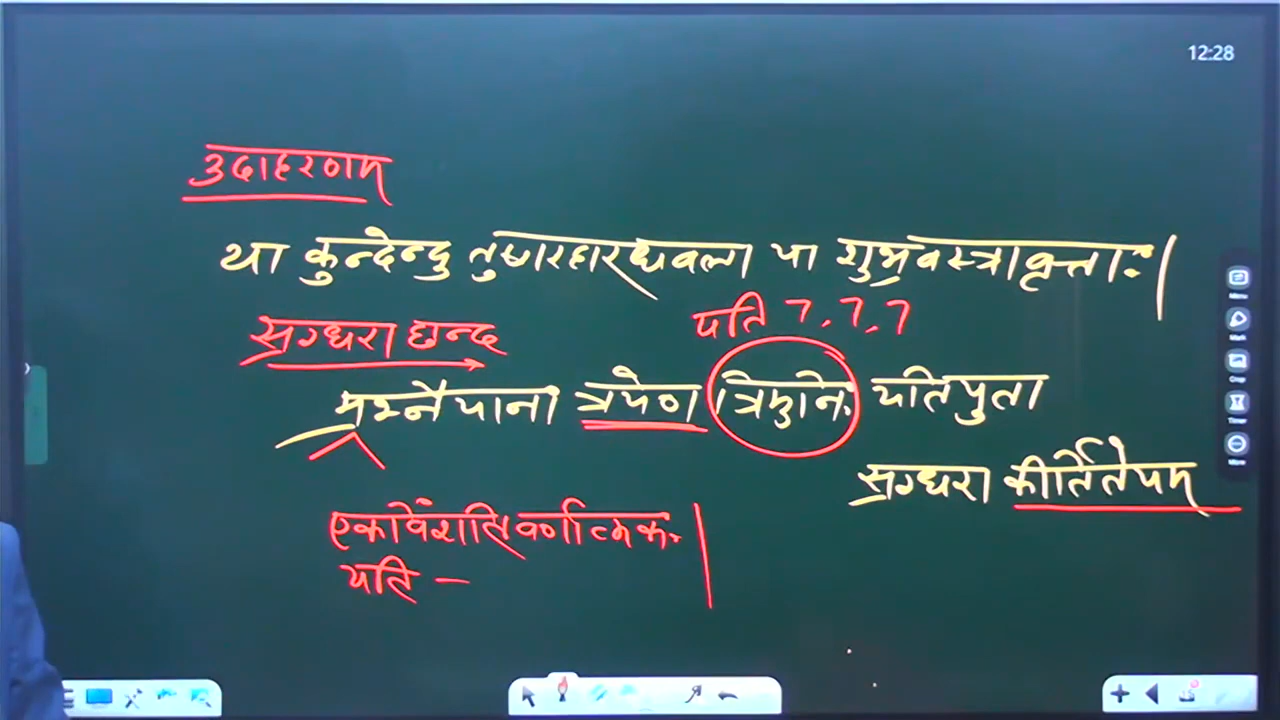 12:28
उदाहरणम्
या कुन्देन्दु तुषारहारधवला या शुभ्रवस्त्रावृत्ताः।
यति 7,7,7
स्रग्धरा छन्द
म्रभ्नैर्याना त्रयेण त्रिमुनिः यतियुता
स्रग्धरा कीर्तितेयम्
एकविंशति वर्णात्मकः
यति -